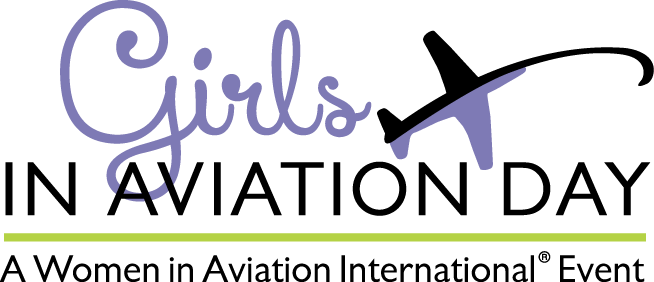 Girls
IN AVIATION DAY
A Women in Aviation International® Event